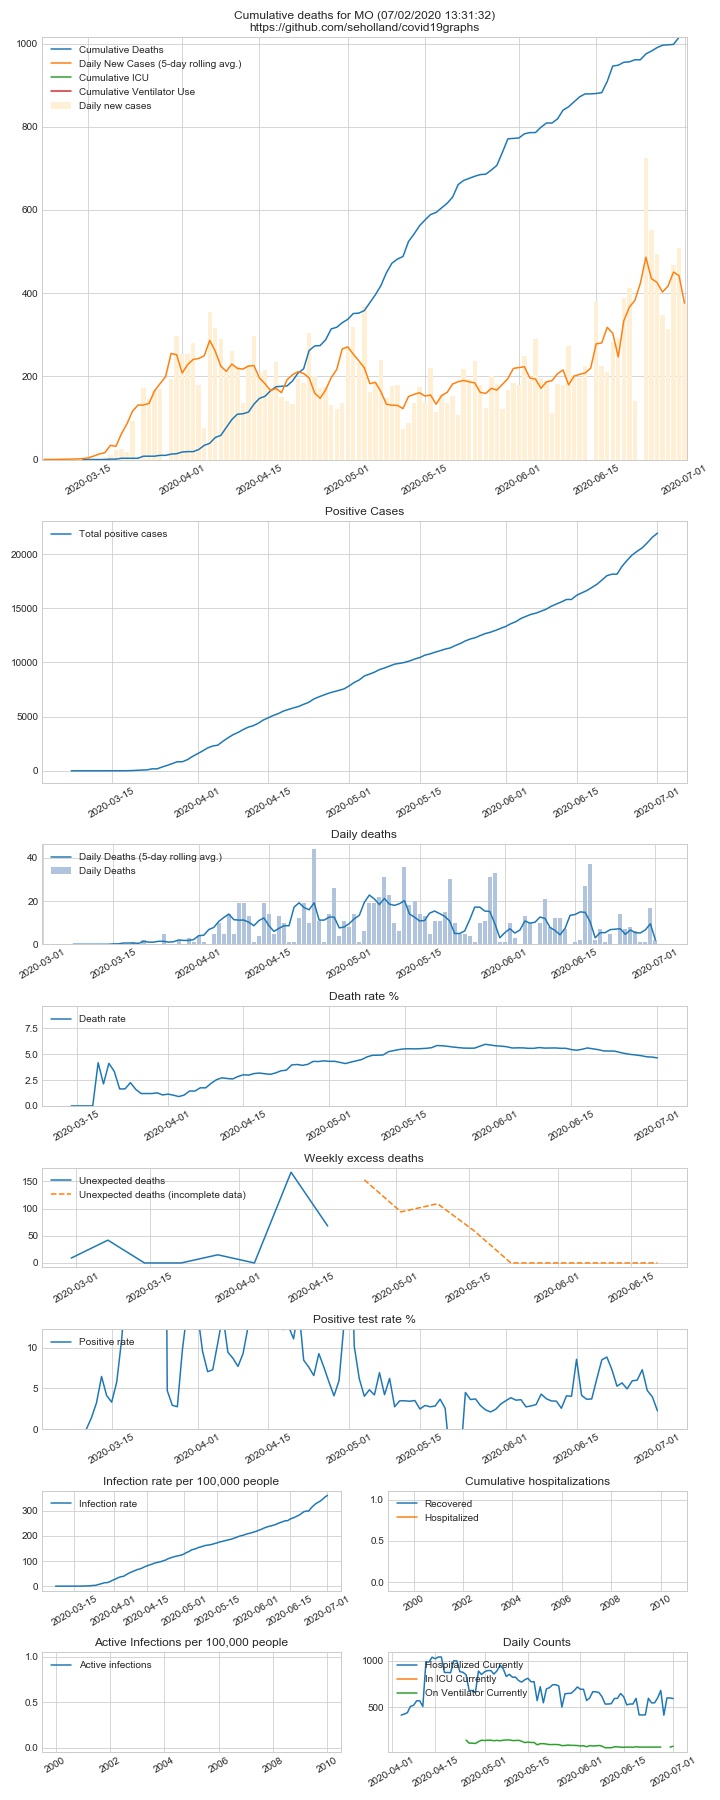 Cumulative deaths for MO (07/02/2020 13:31:32)
https://github.com/seholland/covid19graphs
Cumulative Deaths
Daily New Cases (5-day rolling avg.)
Cumulative ICU
Cumulative Ventilator Use
Daily new cases
1000
800
600
400
200
0
2020-03-15 2020-04-01 2020-04-15 2020-05-01 2020-05-15 2020-06-01 2020-06-15 2020-07-01
Positive Cases
Total positive cases
20000
15000
10000
5000
0
2020-03-15 2020-04-01 2020-04-15 2020-05-01 2020-05-15 2020-06-01 2020-06-15 2020-07-01
Daily deaths
Daily Deaths (5-day rolling avg.)
Daily Deaths
40
20
0
2020-03-01 2020-03-15 2020-04-01 2020-04-15 2020-05-01 2020-05-15 2020-06-01 2020-06-15 2020-07-01
Death rate %
Death rate
7.5
5.0
2.5
0.0
2020-03-15 2020-04-01 2020-04-15 2020-05-01 2020-05-15 2020-06-01 2020-06-15 2020-07-01
Weekly excess deaths
Unexpected deaths
Unexpected deaths (incomplete data)
150
100
50
0
2020-03-01 2020-03-15 2020-04-01 2020-04-15 2020-05-01 2020-05-15 2020-06-01 2020-06-15
Positive test rate %
Positive rate
10
5
0
2020-03-15 2020-04-01 2020-04-15 2020-05-01 2020-05-15 2020-06-01 2020-06-15 2020-07-01
Infection rate per 100,000 people
Infection rate
300
200
100
0
2020-03-15 2020-04-01 2020-04-15 2020-05-01 2020-05-15 2020-06-01 2020-06-15 2020-07-01
Cumulative hospitalizations
Recovered
Hospitalized
1.0
0.5
0.0
2000 2002 2004 2006 2008 2010
Active Infections per 100,000 people
Active infections
1.0
0.5
0.0
2000 2002 2004 2006 2008 2010
Daily Counts
Hospitalized Currently
In ICU Currently
On Ventilator Currently
1000
500
2020-04-01 2020-04-15 2020-05-01 2020-05-15 2020-06-01 2020-06-15 2020-07-01